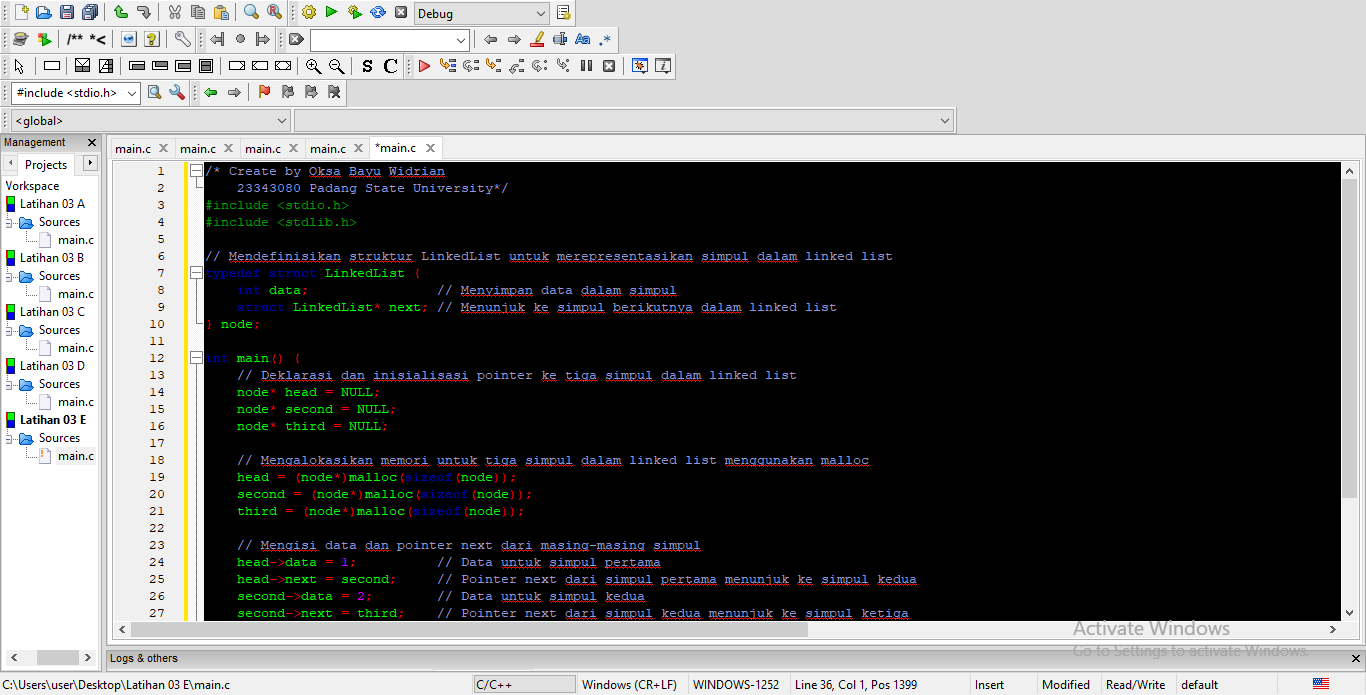 Debug
/** *<
S C
#include <stdio.h>
<global>
Management
Projects
Workspace
Latihan 03 A
Sources
main.c
Latihan 03 B
Sources
main.c
Latihan 03 C
Sources
main.c
Latihan 03 D
Sources
main.c
Latihan 03 E
Sources
main.c
main.c main.c main.c main.c *main.c
1 /* Create by Oksa Bayu Widrian
2 23343080 Padang State University*/
3 #include <stdio.h>
4 #include <stdlib.h>
5
6 // Mendefinisikan struktur LinkedList untuk merepresentasikan simpul dalam linked list
7 typedef struct LinkedList {
8 int data; // Menyimpan data dalam simpul
9 struct LinkedList* next; // Menunjuk ke simpul berikutnya dalam linked list
10 } node;
11
12 int main() {
13 // Deklarasi dan inisialisasi pointer ke tiga simpul dalam linked list
14 node* head = NULL;
15 node* second = NULL;
16 node* third = NULL;
17
18 // Mengalokasikan memori untuk tiga simpul dalam linked list menggunakan malloc
19 head = (node*)malloc(sizeof(node));
20 second = (node*)malloc(sizeof(node));
21 third = (node*)malloc(sizeof(node));
22
23 // Mengisi data dan pointer next dari masing-masing simpul
24 head->data = 1; // Data untuk simpul pertama
25 head->next = second; // Pointer next dari simpul pertama menunjuk ke simpul kedua
26 second->data = 2; // Data untuk simpul kedua
27 second->next = third; // Pointer next dari simpul kedua menunjuk ke simpul ketiga
Activate Windows
Go to Settings to activate Windows.
Logs & others
C:\Users\user\Desktop\Latihan 03 E\main.c C/C++ Windows (CR+LF) WINDOWS-1252 Line 36, Col 1, Pos 1399 Insert Modified Read/Write default